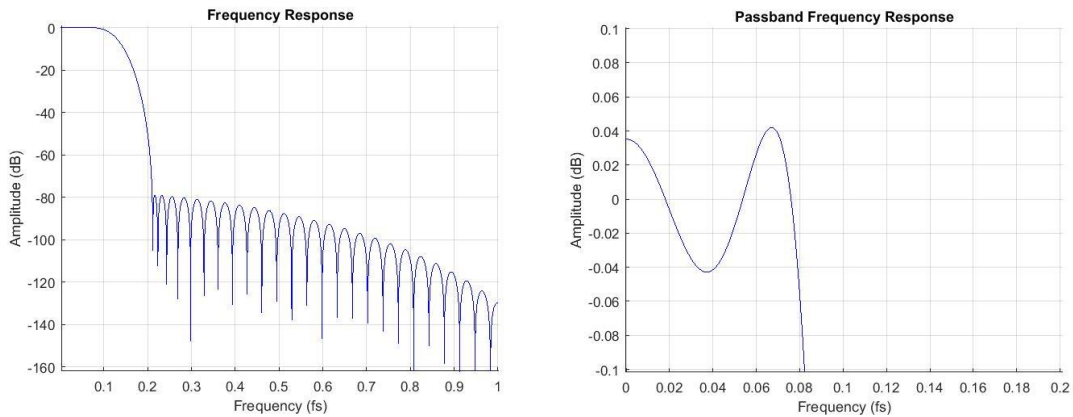 Frequency Response
0
-20
-40
-60
-80
-100
-120
-140
-160
Amplitude (dB)
0.1 0.2 0.3 0.4 0.5 0.6 0.7 0.8 0.9 1
Frequency (fs)
Passband Frequency Response
0.1
0.08
0.06
0.04
0.02
0
-0.02
-0.04
-0.06
-0.08
-0.1
Amplitude (dB)
0 0.02 0.04 0.06 0.08 0.1 0.12 0.14 0.16 0.18 0.2
Frequency (fs)